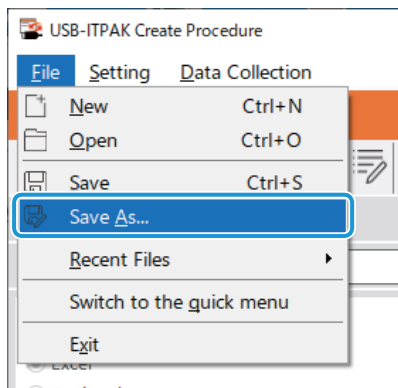 USB-ITPAK Create Procedure
File Setting Data Collection
New Ctrl+N
Open Ctrl+O
Save Ctrl+S
Save As...
Recent Files
Switch to the quick menu
Exit
Excel